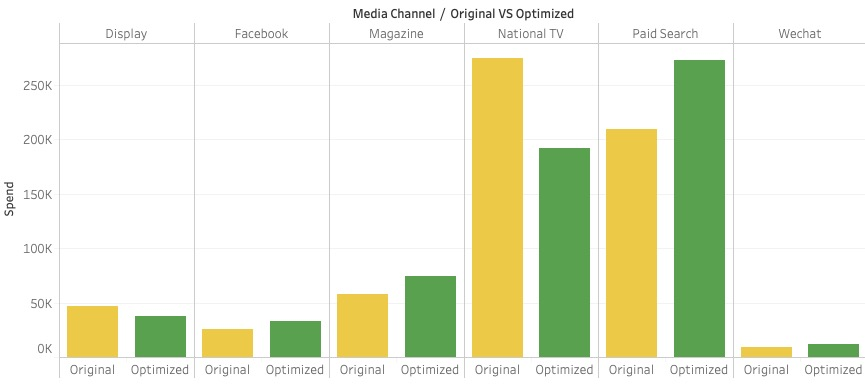 Media Channel / Original VS Optimized
Display Facebook Magazine National TV Paid Search Wechat
250K
200K
150K
100K
50K
0K
Spend
Original Optimized Original Optimized Original Optimized Original Optimized Original Optimized Original Optimized